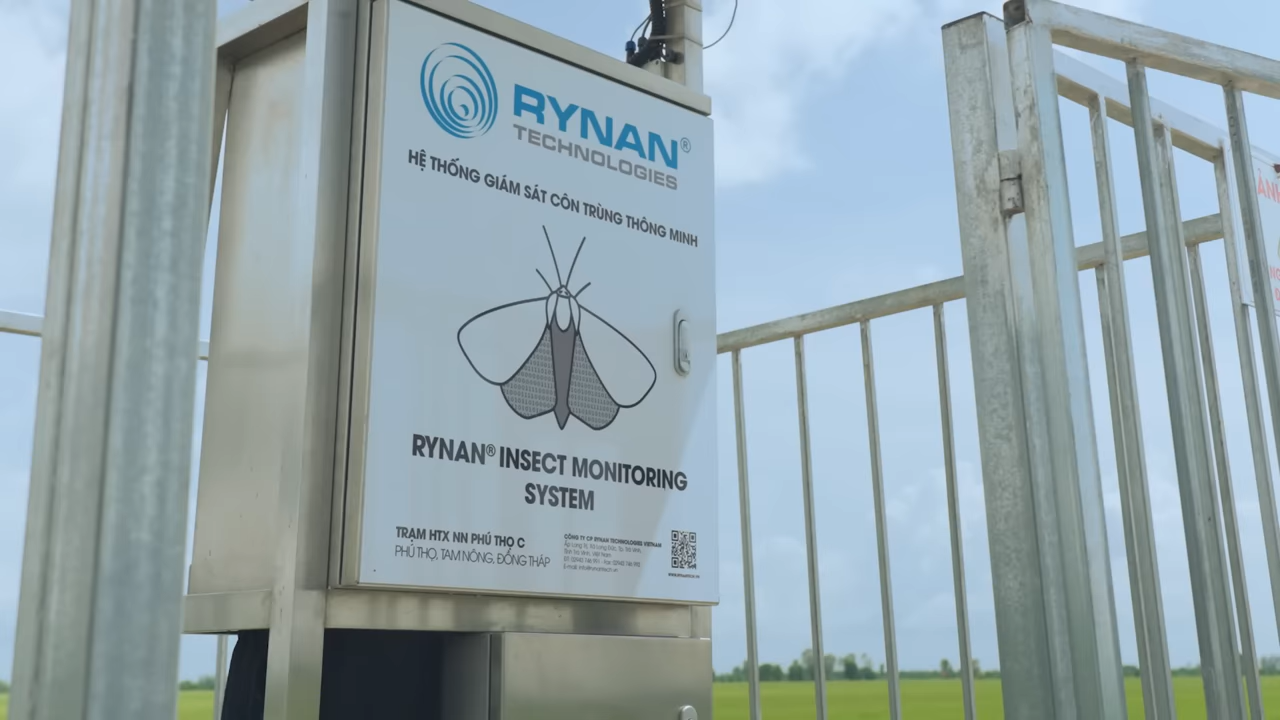 RYNAN®
TECHNOLOGIES
HỆ THỐNG GIÁM SÁT CÔN TRÙNG THÔNG MINH
RYNAN® INSECT MONITORING
SYSTEM
TRẠM HTX NN PHÚ THỌ C
PHÚ THỌ, TAM NÔNG, ĐỒNG THÁP
CÔNG TY CP RYNAN TECHNOLOGIES VIETNAM